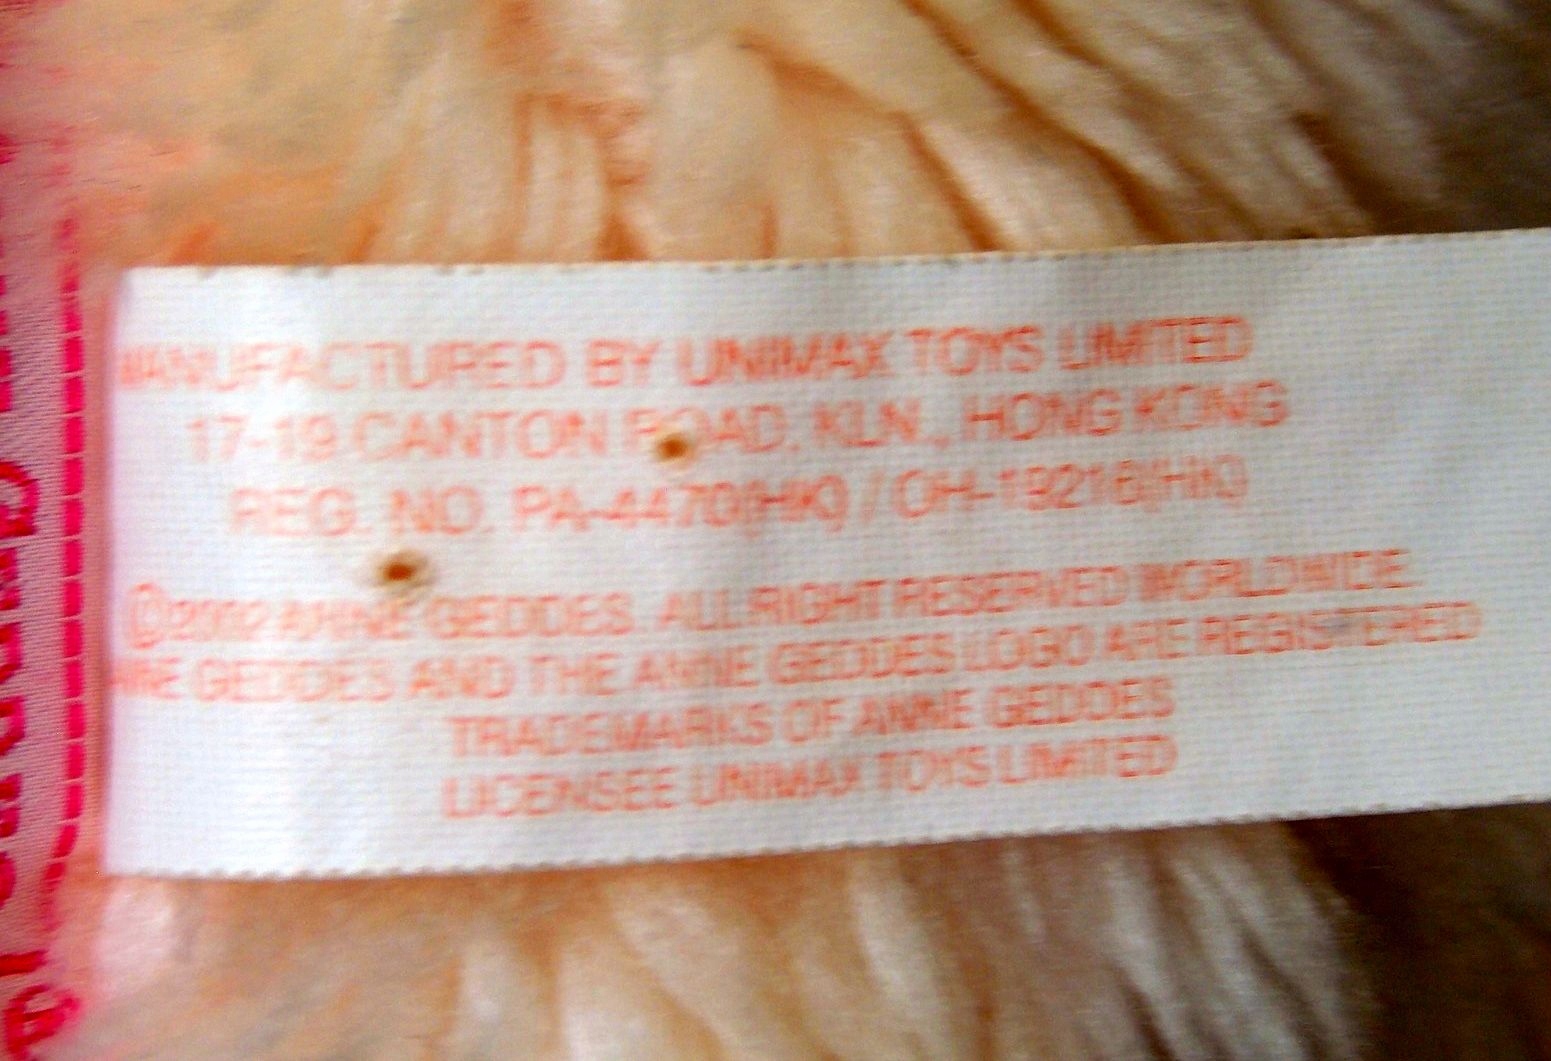 MANUFACTURED BY UNIMAX TOYS LIMITED
17-19 CANTON ROAD, KLN., HONG KONG
REG. NO. PA-4470(HK) / OH-19216(HK)
©2002 ANNE GEDDES. ALL RIGHT RESERVED WORLDWIDE.
NE GEDDES AND THE ANNE GEDDES LOGO ARE REGISTERED
TRADEMARKS OF ANNE GEDDES
LICENSEE UNIMAX TOYS LIMITED